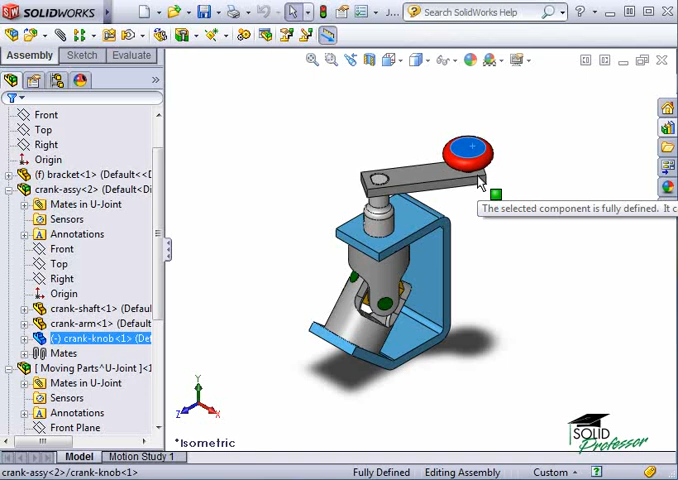 SOLIDWORKS
Search SolidWorks Help
Assembly
Sketch
Evaluate
Front
Top
Right
Origin
(f) bracket<1> (Default<<D
crank-assy<2> (Default<Di
Mates in U-Joint
Sensors
Annotations
Front
Top
Right
Origin
crank-shaft<1> (Defau
crank-arm<1> (Default
(-) crank-knob<1> (De
Mates
[ Moving Parts^U-Joint ]<1
Mates in U-Joint
Sensors
Annotations
Front Plane
The selected component is fully defined. It c
Y
Z
X
*Isometric
SOLID
Professor
Model
Motion Study 1
crank-assy<2>/crank-knob<1>
Fully Defined
Editing Assembly
Custom